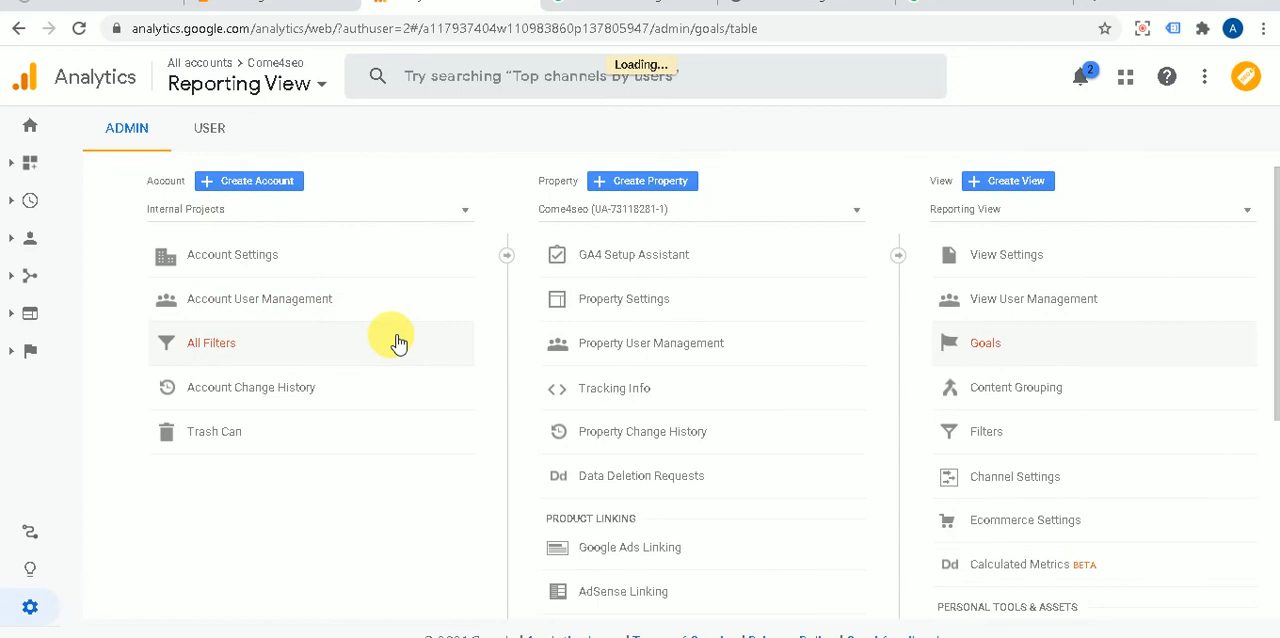 analytics.google.com/analytics/web/?authuser=2#/a117937404w110983860p137805947/admin/goals/table
A
Analytics
All accounts > Come4seo
Reporting View
Try searching “Top channels by users”
Loading...
2
ADMIN
USER
Account
+ Create Account
Internal Projects
Account Settings
Account User Management
All Filters
Account Change History
Trash Can
Property
+ Create Property
Come4seo (UA-73118281-1)
GA4 Setup Assistant
Property Settings
Property User Management
Tracking Info
Property Change History
Dd Data Deletion Requests
PRODUCT LINKING
Google Ads Linking
AdSense Linking
View
+ Create View
Reporting View
View Settings
View User Management
Goals
Content Grouping
Filters
Channel Settings
Ecommerce Settings
Dd Calculated Metrics BETA
PERSONAL TOOLS & ASSETS